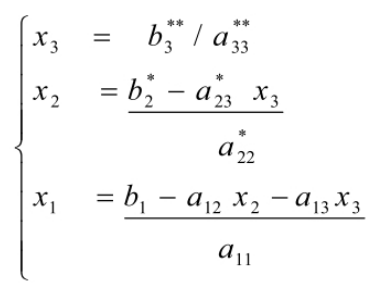 x₃ = b₃** / a₃₃**
x₂ = b₂* − a₂₃* x₃
a₂₂*
x₁ = b₁ − a₁₂ x₂ − a₁₃ x₃
a₁₁